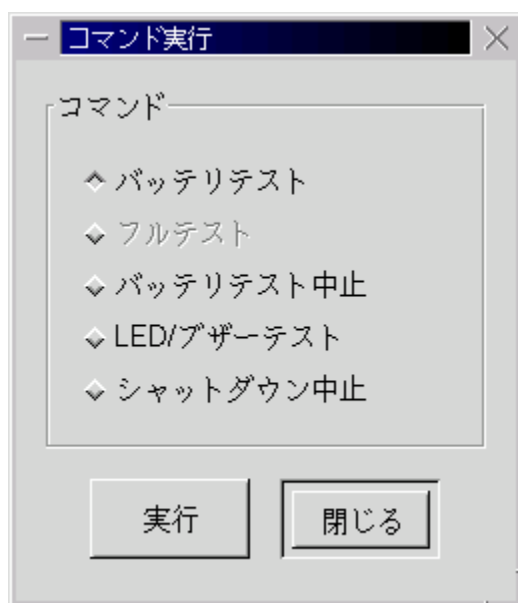 コマンド実行
コマンド
バッテリテスト
フルテスト
バッテリテスト中止
LED/ブザーテスト
シャットダウン中止
実行
閉じる